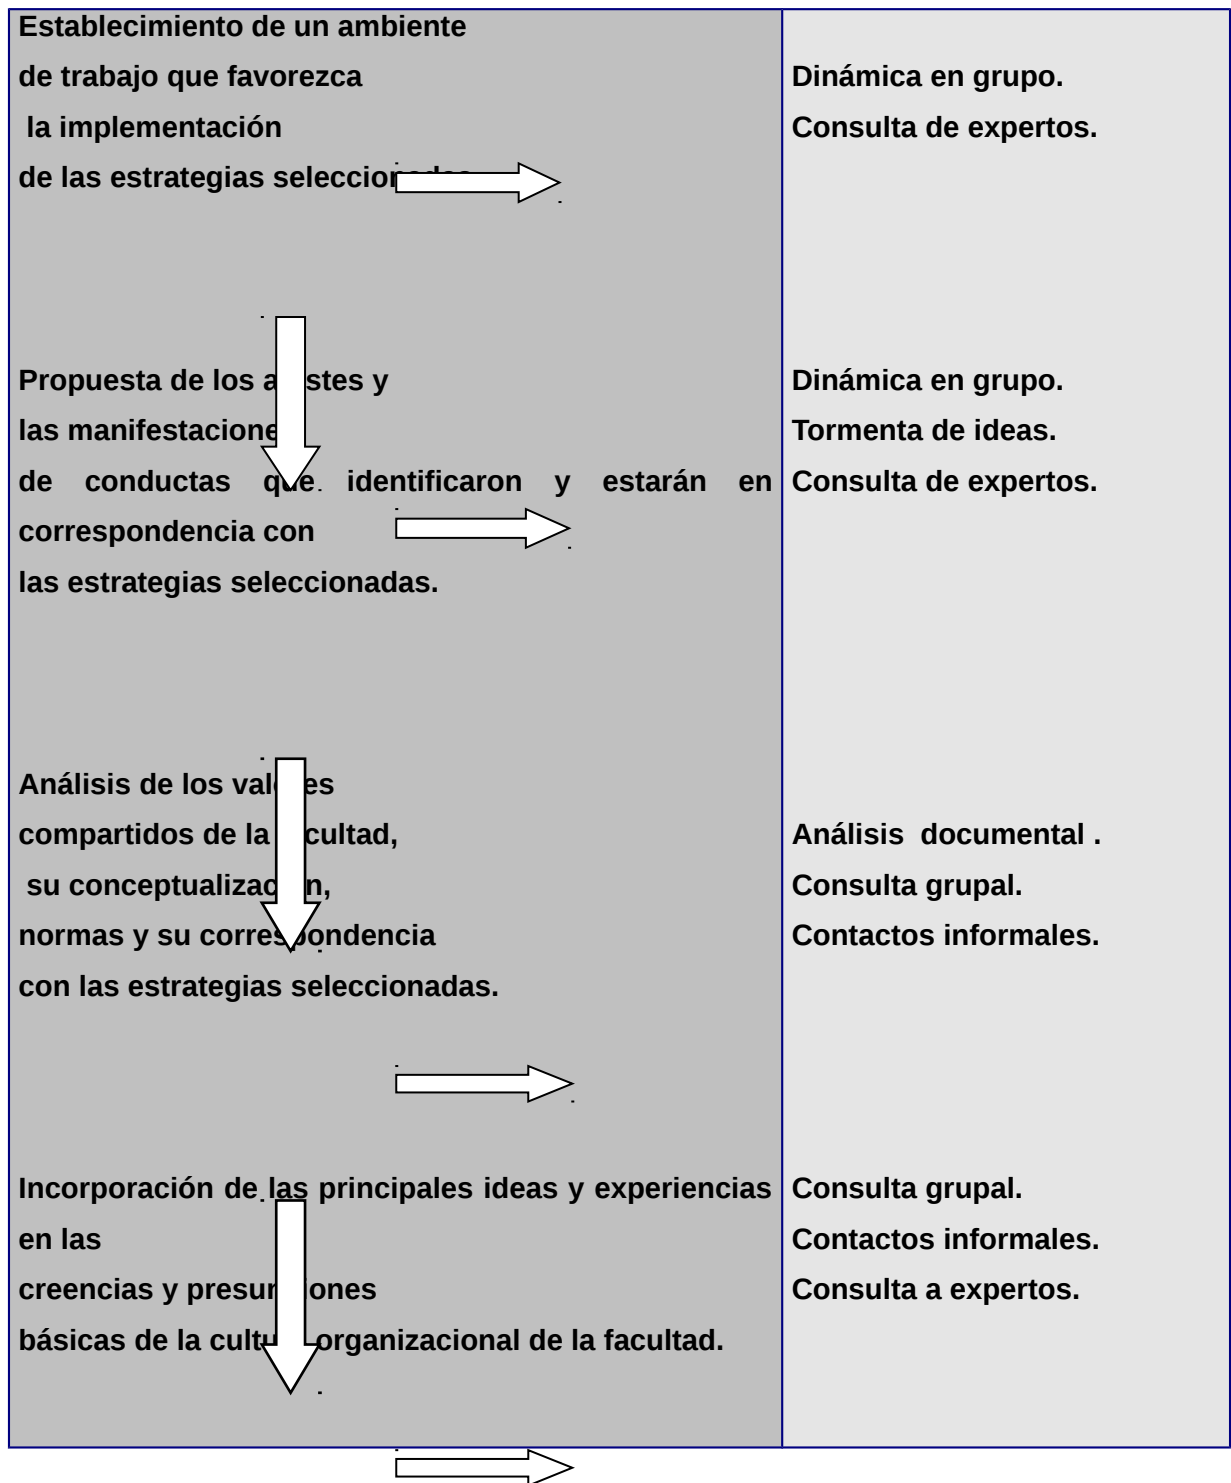 Establecimiento de un ambiente
de trabajo que favorezca
la implementación
de las estrategias
Dinámica en grupo.
Consulta de expertos.
Propuesta de los y
las
de conductas que identificaron y estarán en
correspondencia con
las estrategias seleccionadas.
Dinámica en grupo.
Tormenta de ideas.
Consulta de expertos.
Análisis de los
compartidos de la
su
normas y su correspondencia
con las estrategias seleccionadas.
Análisis documental .
Consulta grupal.
Contactos informales.
Incorporación de las principales ideas y experiencias
en las
creencias y
básicas de la organizacional de la facultad.
Consulta grupal.
Contactos informales.
Consulta a expertos.